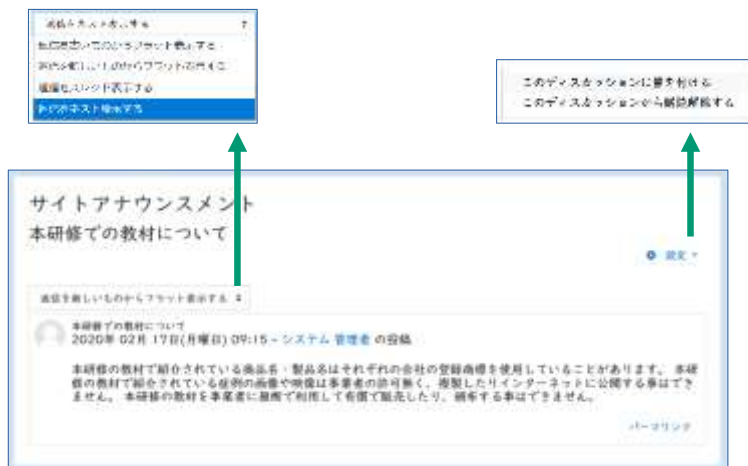 返信をネスト表示する
返信を古いものからフラット表示する
返信を新しいものからフラット表示する
返信をスレッド表示する
返信をネスト表示する
このディスカッションに星を付ける
このディスカッションから購読解除する
サイトアナウンスメント
本研修での教材について
設定
返信を新しいものからフラット表示する
本研修での教材について
2020年 02月 17日(月曜日) 09:15 - システム 管理者 の投稿
本研修の教材で紹介されている商品名・製品名はそれぞれの会社の登録商標を使用していることがあります。 本研
修の教材で紹介されている症例の画像や映像は事業者の許可無く、複製したりインターネットに公開する事はでき
ません。 本研修の教材を事業者に無断で利用して有償で販売したり、頒布する事はできません。
パーマリンク